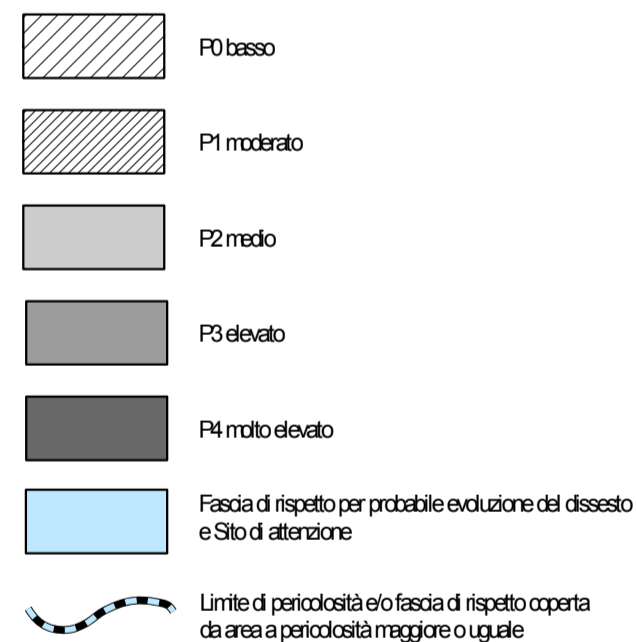 P0 basso
P1 moderato
P2 medio
P3 elevato
P4 molto elevato
Fascia di rispetto per probabile evoluzione del dissesto
e Sito di attenzione
Limite di pericolosità e/o fascia di rispetto coperta
da area a pericolosità maggiore o uguale